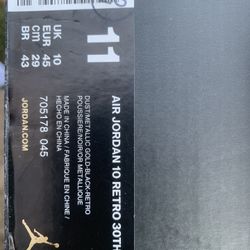 AIR JORDAN 10 RETRO 30TH
DUST/METALLIC GOLD-BLACK-RETRO
POUSSIÈRE/NOIR/OR MÉTALLIQUE
MADE IN CHINA / FABRIQUÉ EN CHINE /
HECHO EN CHINA
705178 045
11
UK 10
EUR 45
cm 29
BR 43
JORDAN.COM